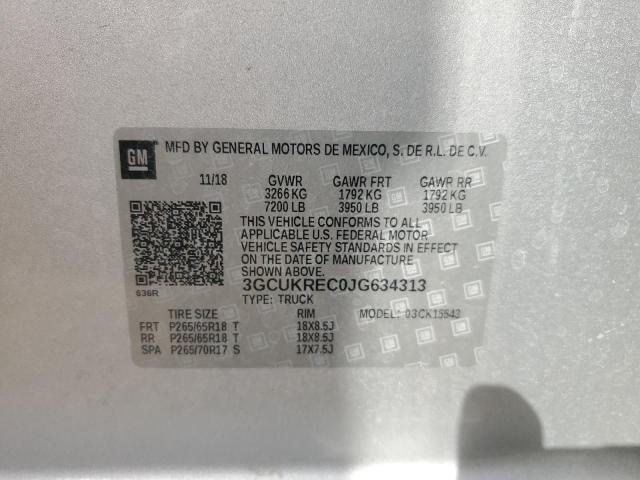 GM
MFD BY GENERAL MOTORS DE MEXICO, S. DE R.L. DE C.V.
11/18 GVWR GAWR FRT GAWR RR
3266 KG 1792 KG 1792 KG
7200 LB 3950 LB 3950 LB
THIS VEHICLE CONFORMS TO ALL
APPLICABLE U.S. FEDERAL MOTOR
VEHICLE SAFETY STANDARDS IN EFFECT
ON THE DATE OF MANUFACTURE
SHOWN ABOVE.
636R 3GCUKREC0JG634313
TYPE: TRUCK
TIRE SIZE RIM MODEL: 03CK15543
FRT P265/65R18 T 18X8.5J
RR P265/65R18 T 18X8.5J
SPA P265/70R17 S 17X7.5J